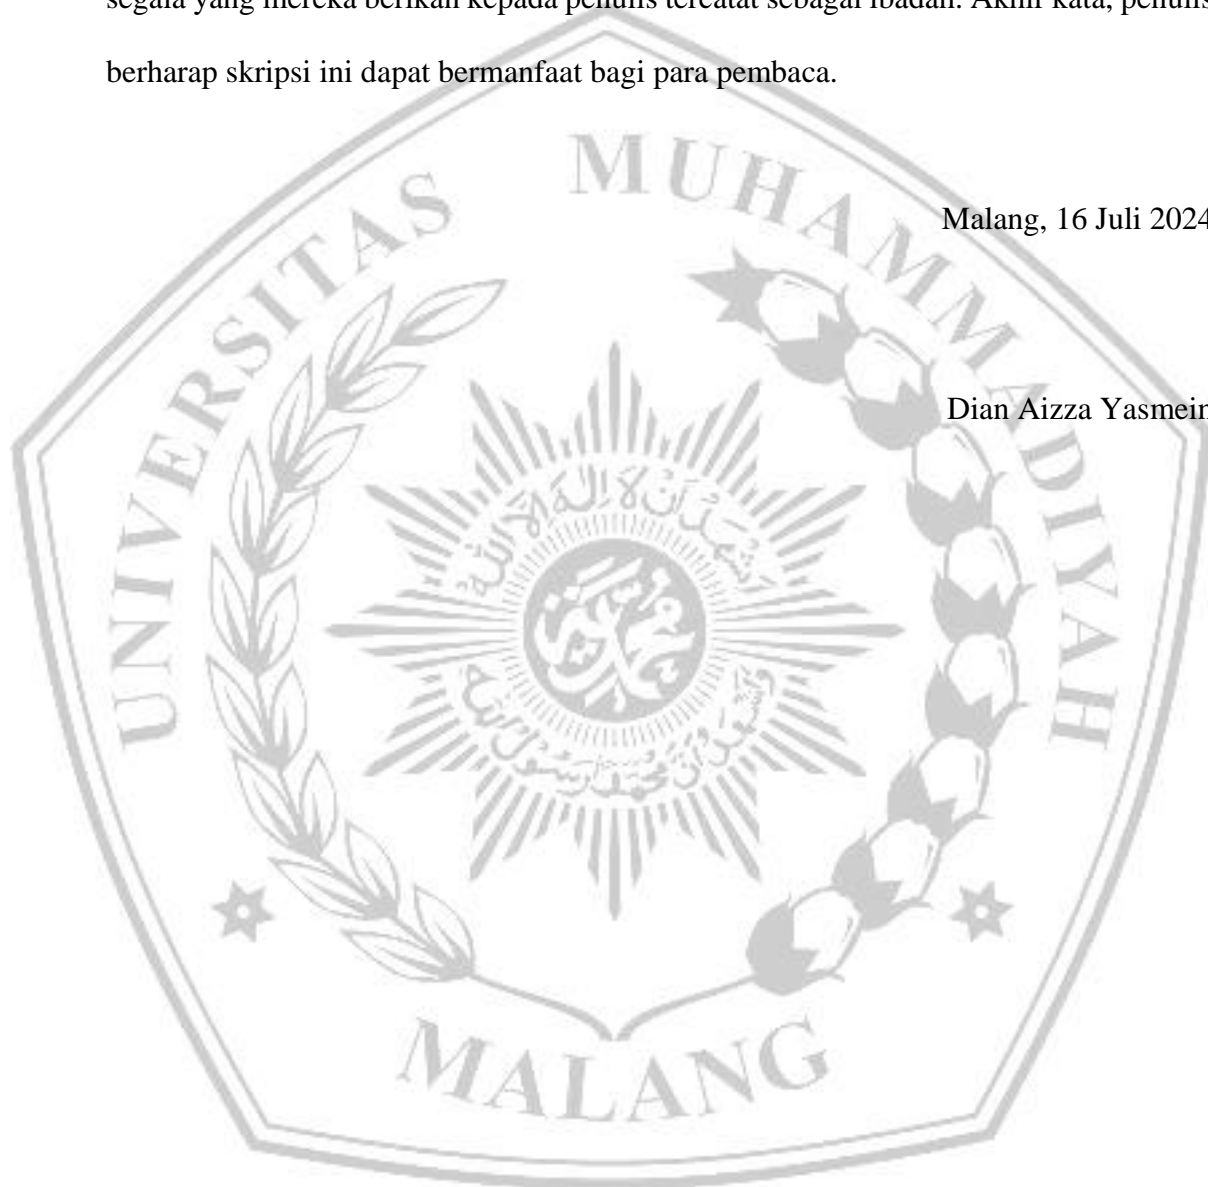 segala yang mereka berikan kepada penulis tercatat sebagai ibadah. Akhir kata, penulis
berharap skripsi ini dapat bermanfaat bagi para pembaca.
Malang, 16 Juli 2024
Dian Aizza Yasmein
UNIVERSITAS MUHAMMADIYAH
MALANG